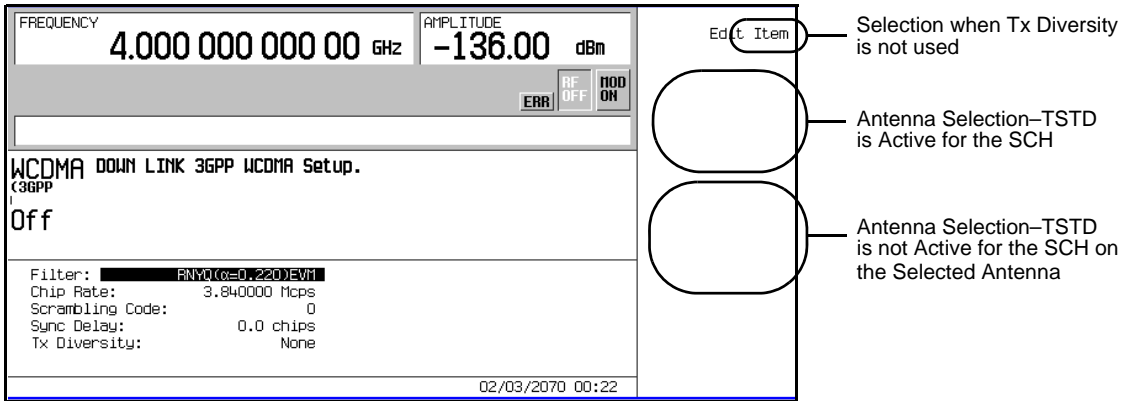 FREQUENCY
4.000 000 000 00 GHz
AMPLITUDE
-136.00 dBm
ERR
RF OFF
MOD ON
WCDMA DOWN LINK 3GPP WCDMA Setup.
(3GPP
Off
Filter: RNYQ(α=0.220)EVM
Chip Rate: 3.840000 Mcps
Scrambling Code: 0
Sync Delay: 0.0 chips
Tx Diversity: None
02/03/2070 00:22
Edit Item
Selection when Tx Diversity
is not used
Antenna Selection–TSTD
is Active for the SCH
Antenna Selection–TSTD
is not Active for the SCH on
the Selected Antenna